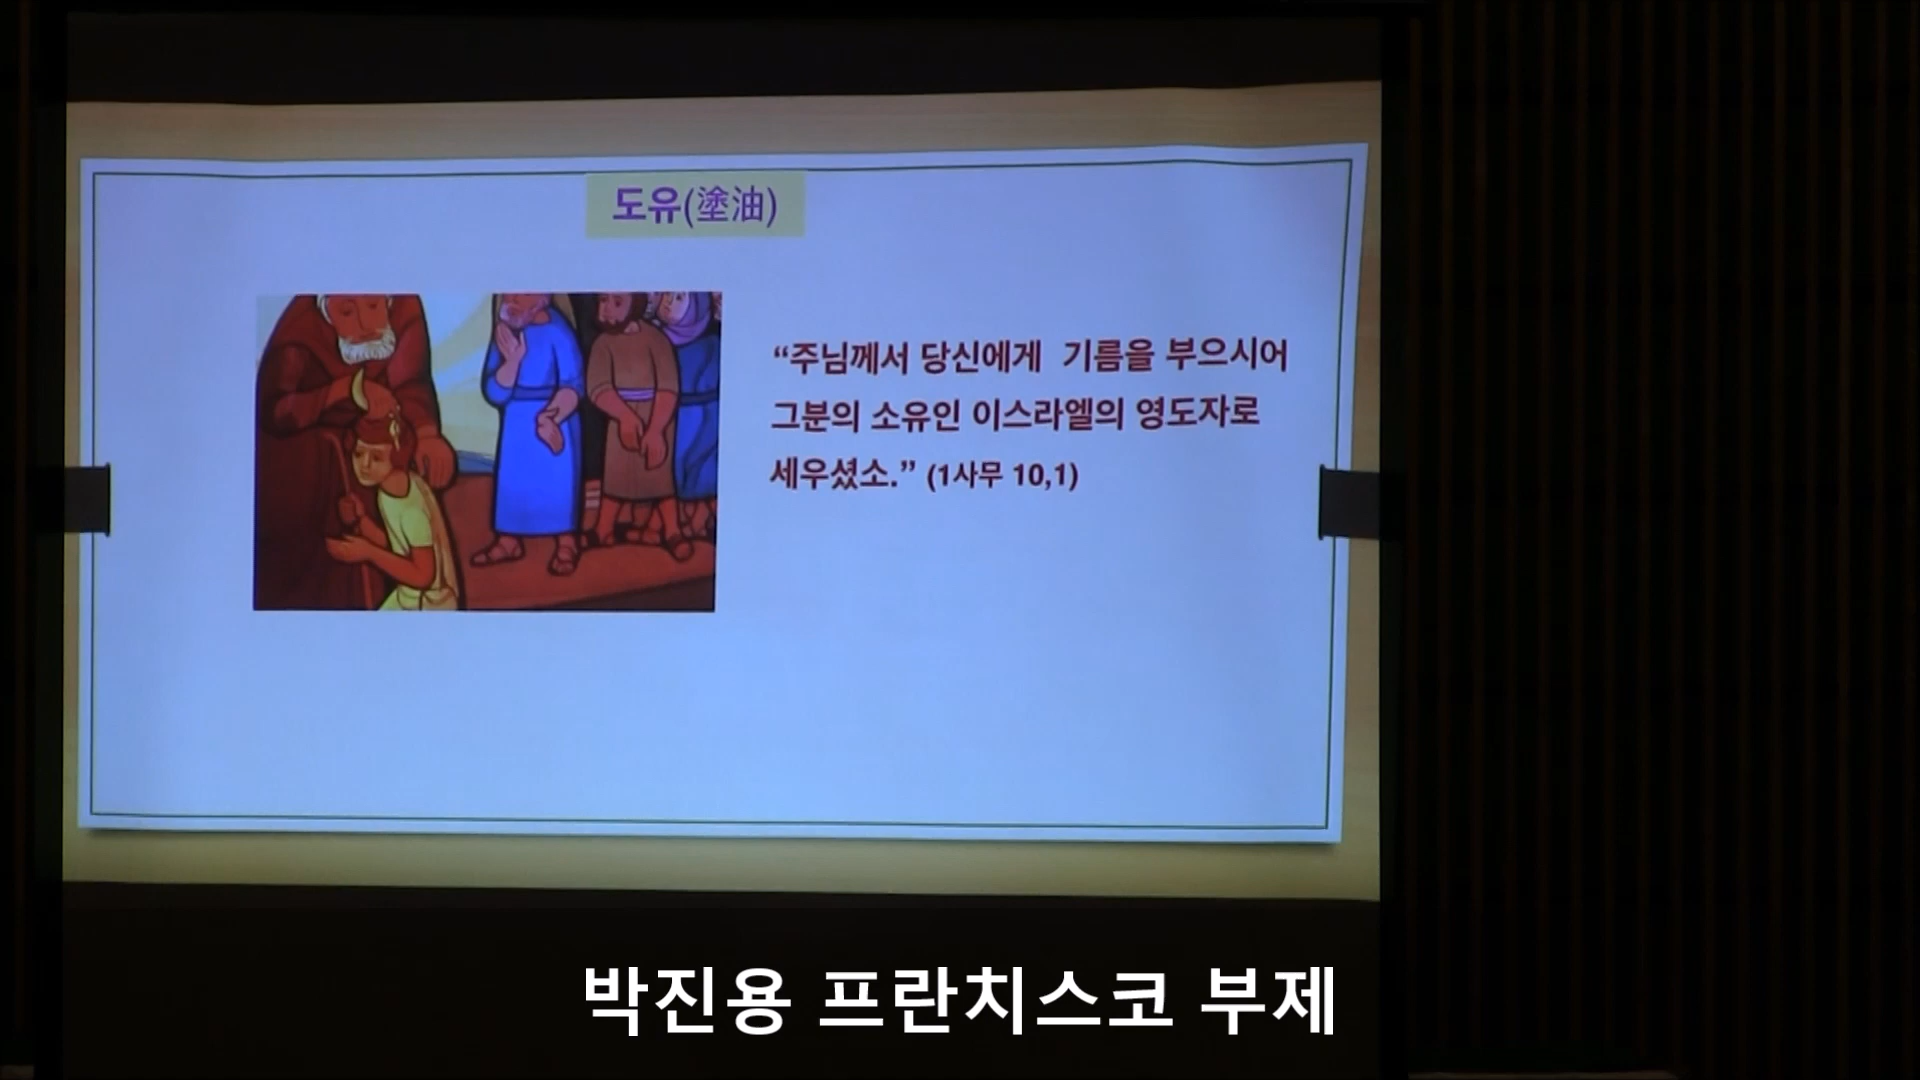 도유(塗油)
“주님께서 당신에게 기름을 부으시어
그분의 소유인 이스라엘의 영도자로
세우셨소.” (1사무 10,1)
박진용 프란치스코 부제